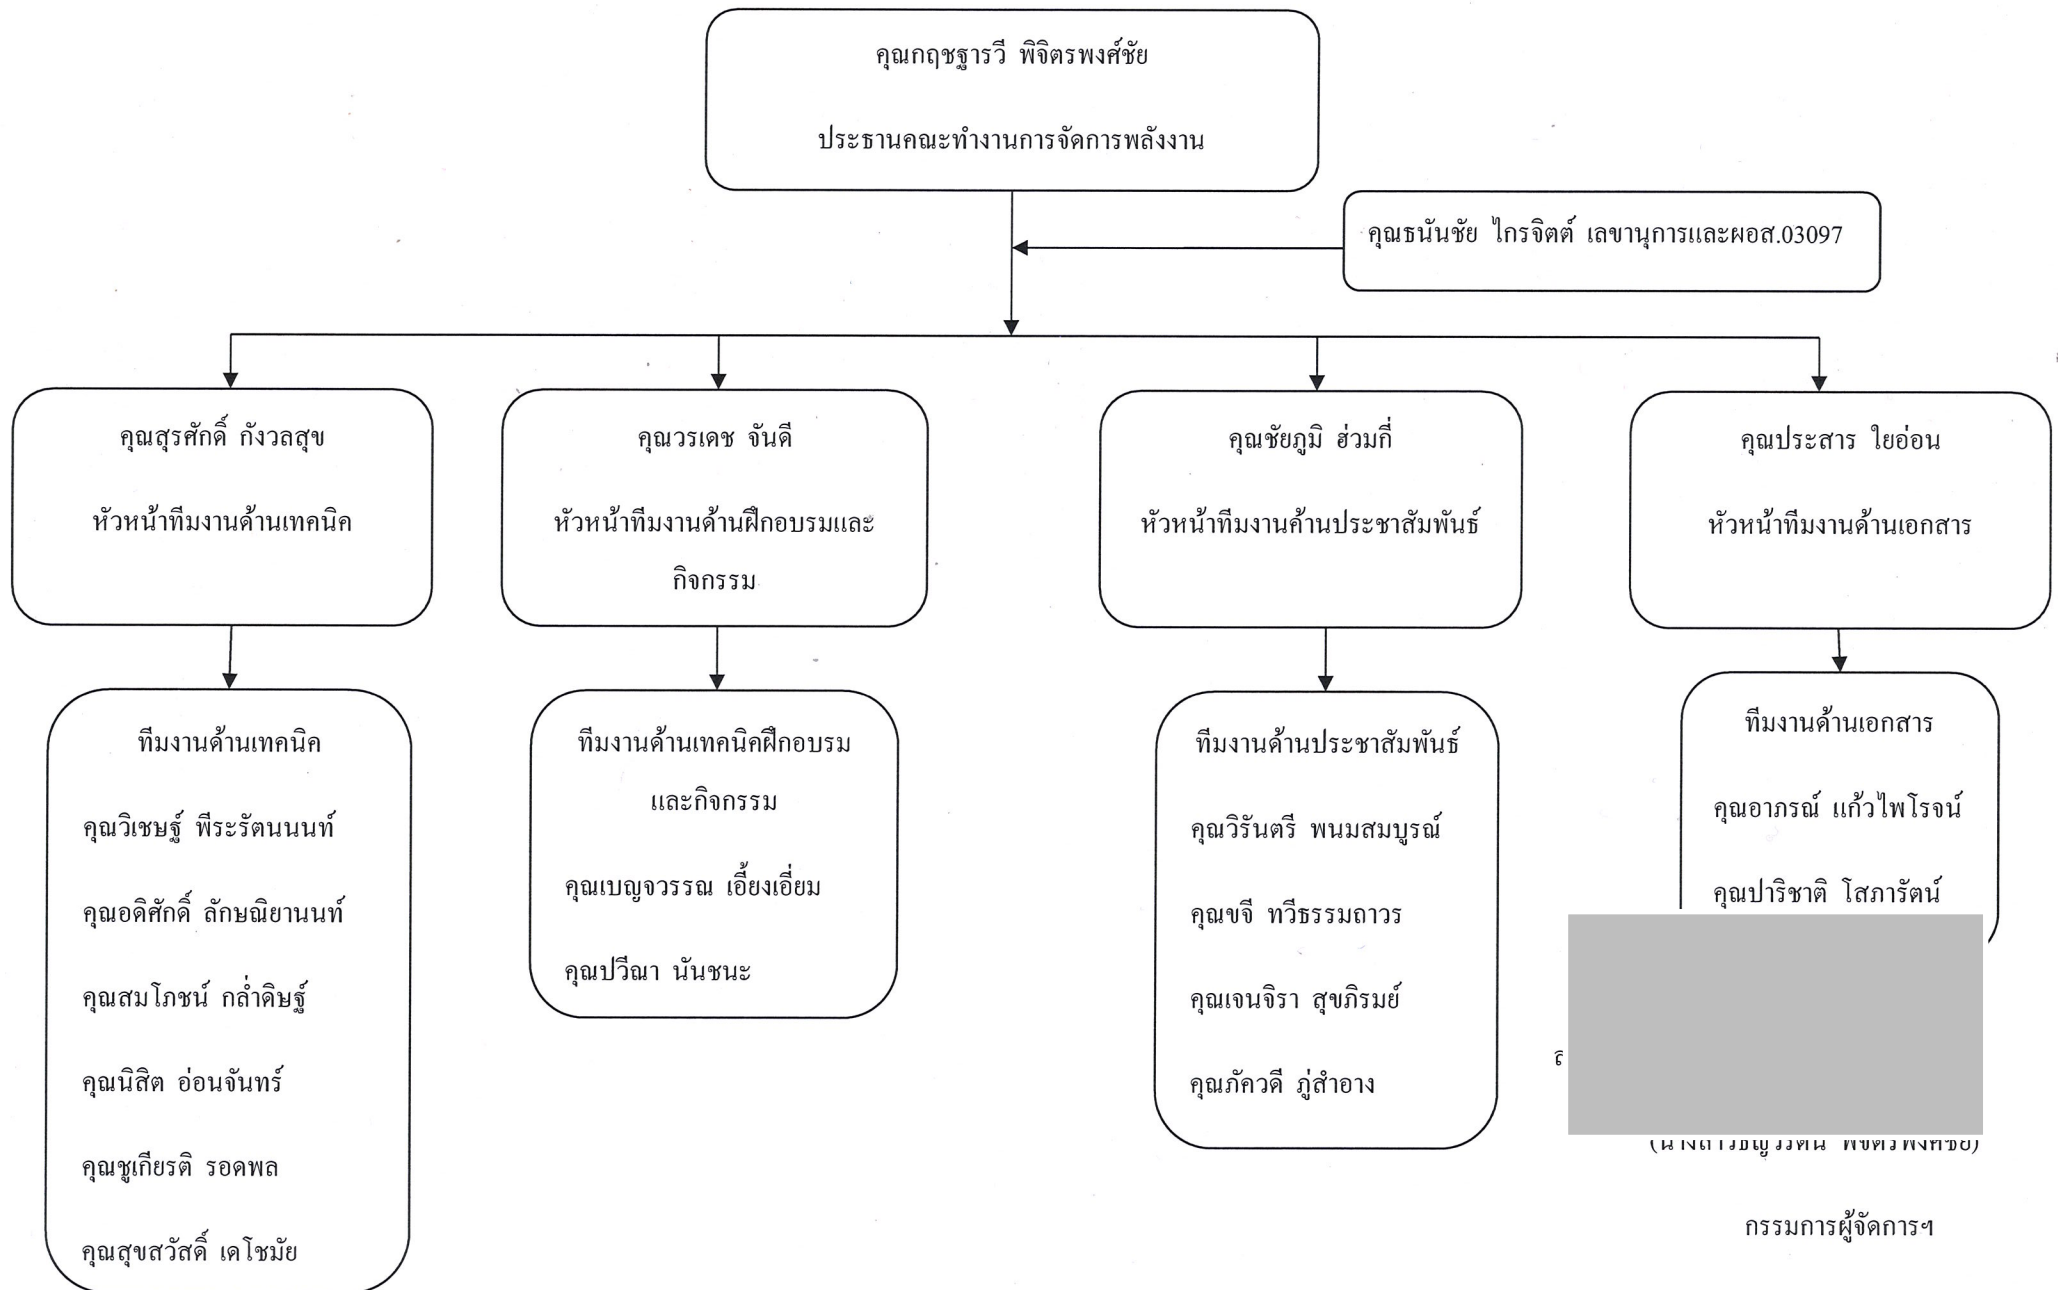 คุณกฤชฐารวี พิจิตรพงศ์ชัย
ประธานคณะทำงานการจัดการพลังงาน
คุณธนันชัย ไกรจิตต์ เลขานุการและผอส.03097
คุณสุรศักดิ์ กังวลสุข
หัวหน้าทีมงานด้านเทคนิค
คุณวรเดช จันดี
หัวหน้าทีมงานด้านฝึกอบรมและ
กิจกรรม
คุณชัยภูมิ ฮ่วมกี่
หัวหน้าทีมงานค้านประชาสัมพันธ์
คุณประสาร ใยอ่อน
หัวหน้าทีมงานด้านเอกสาร
ทีมงานด้านเทคนิค
คุณวิเชษฐ์ พีระรัตนนนท์
คุณอดิศักดิ์ ลักษณิยานนท์
คุณสมโภชน์ กล่ำดิษฐ์
คุณนิสิต อ่อนจันทร์
คุณชูเกียรติ รอดพล
คุณสุขสวัสดิ์ เดโชมัย
ทีมงานด้านเทคนิคฝึกอบรม
และกิจกรรม
คุณเบญจวรรณ เอี้ยงเอี่ยม
คุณปวีณา นันชนะ
ทีมงานด้านประชาสัมพันธ์
คุณวิรันตรี พนมสมบูรณ์
คุณขจี ทวีธรรมถาวร
คุณเจนจิรา สุขภิรมย์
คุณภัควดี ภู่สำอาง
ทีมงานด้านเอกสาร
คุณอาภรณ์ แก้วไพโรจน์
คุณปาริชาติ โสภารัตน์
กรรมการผู้จัดการฯ